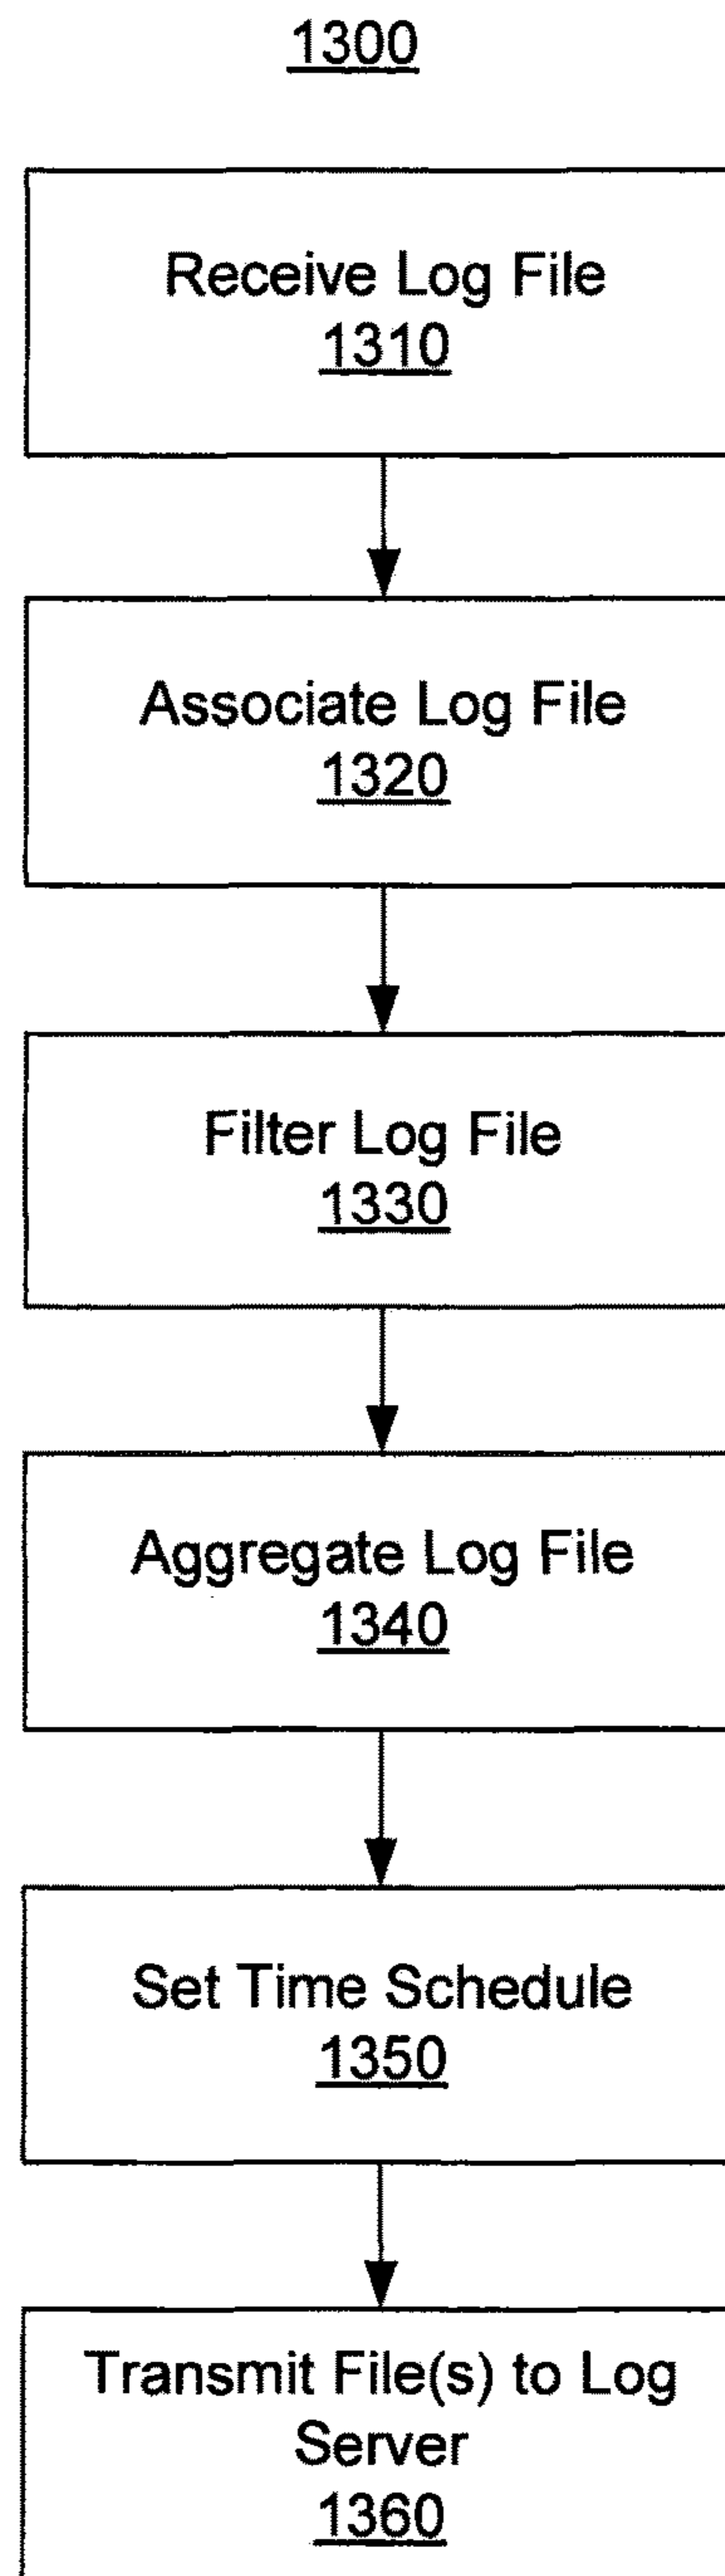 1300
Receive Log File
1310
Associate Log File
1320
Filter Log File
1330
Aggregate Log File
1340
Set Time Schedule
1350
Transmit File(s) to Log
Server
1360